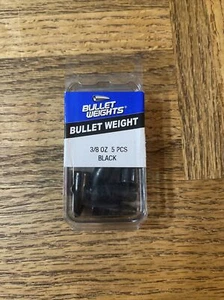 BULLET
WEIGHTS®
BULLET WEIGHT
3/8 OZ 5 PCS
BLACK